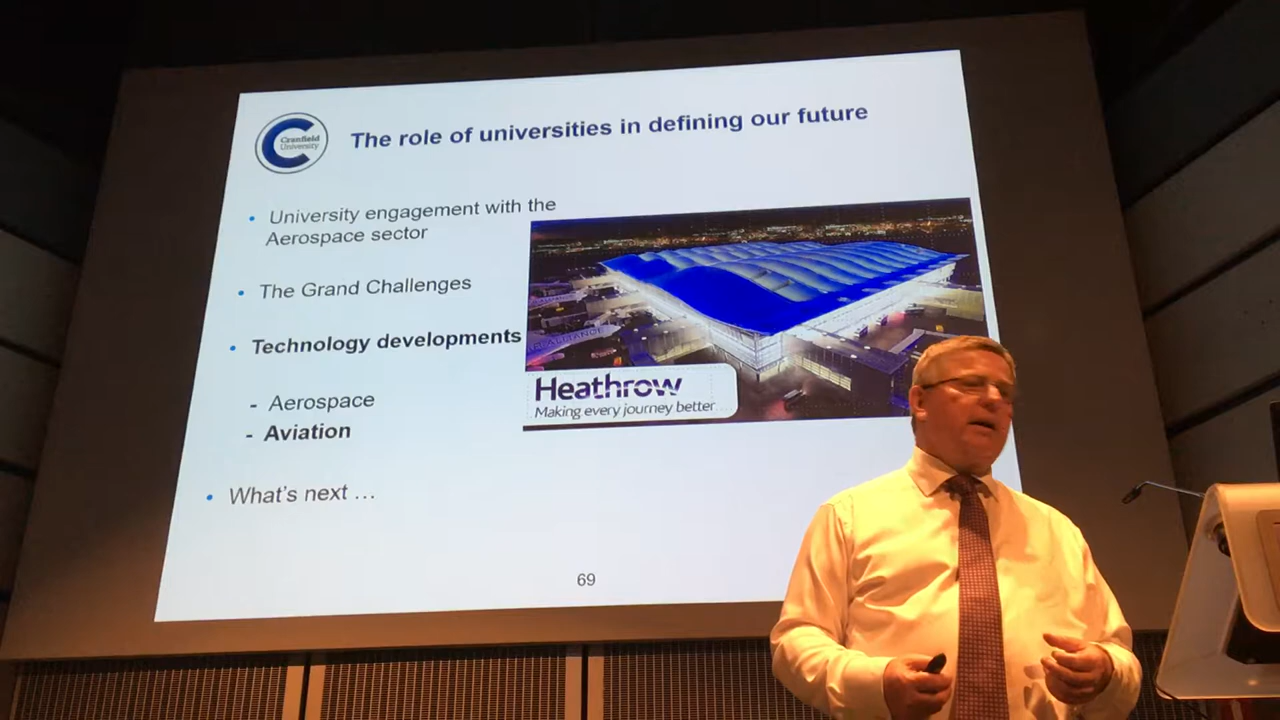 Cranfield
University
The role of universities in defining our future
• University engagement with the
Aerospace sector
• The Grand Challenges
• Technology developments
- Aerospace
- Aviation
• What's next …
Heathrow
Making every journey better
69